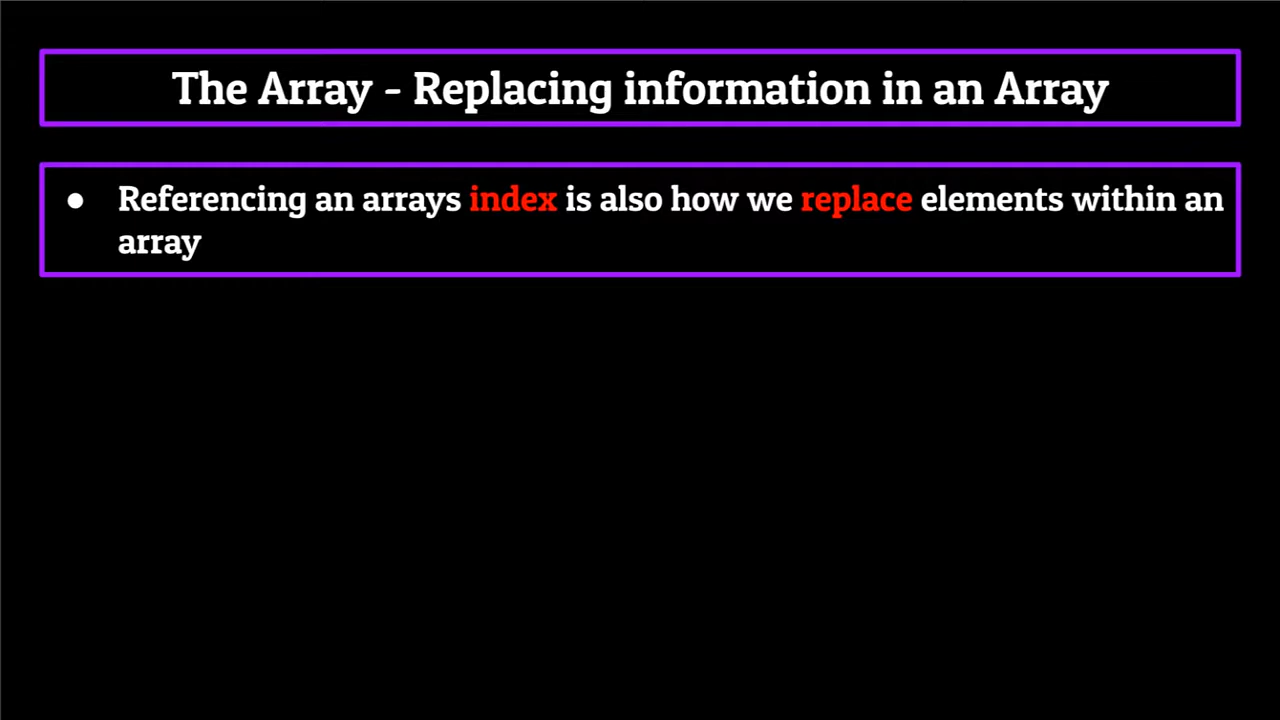 The Array - Replacing information in an Array
● Referencing an arrays index is also how we replace elements within an
array